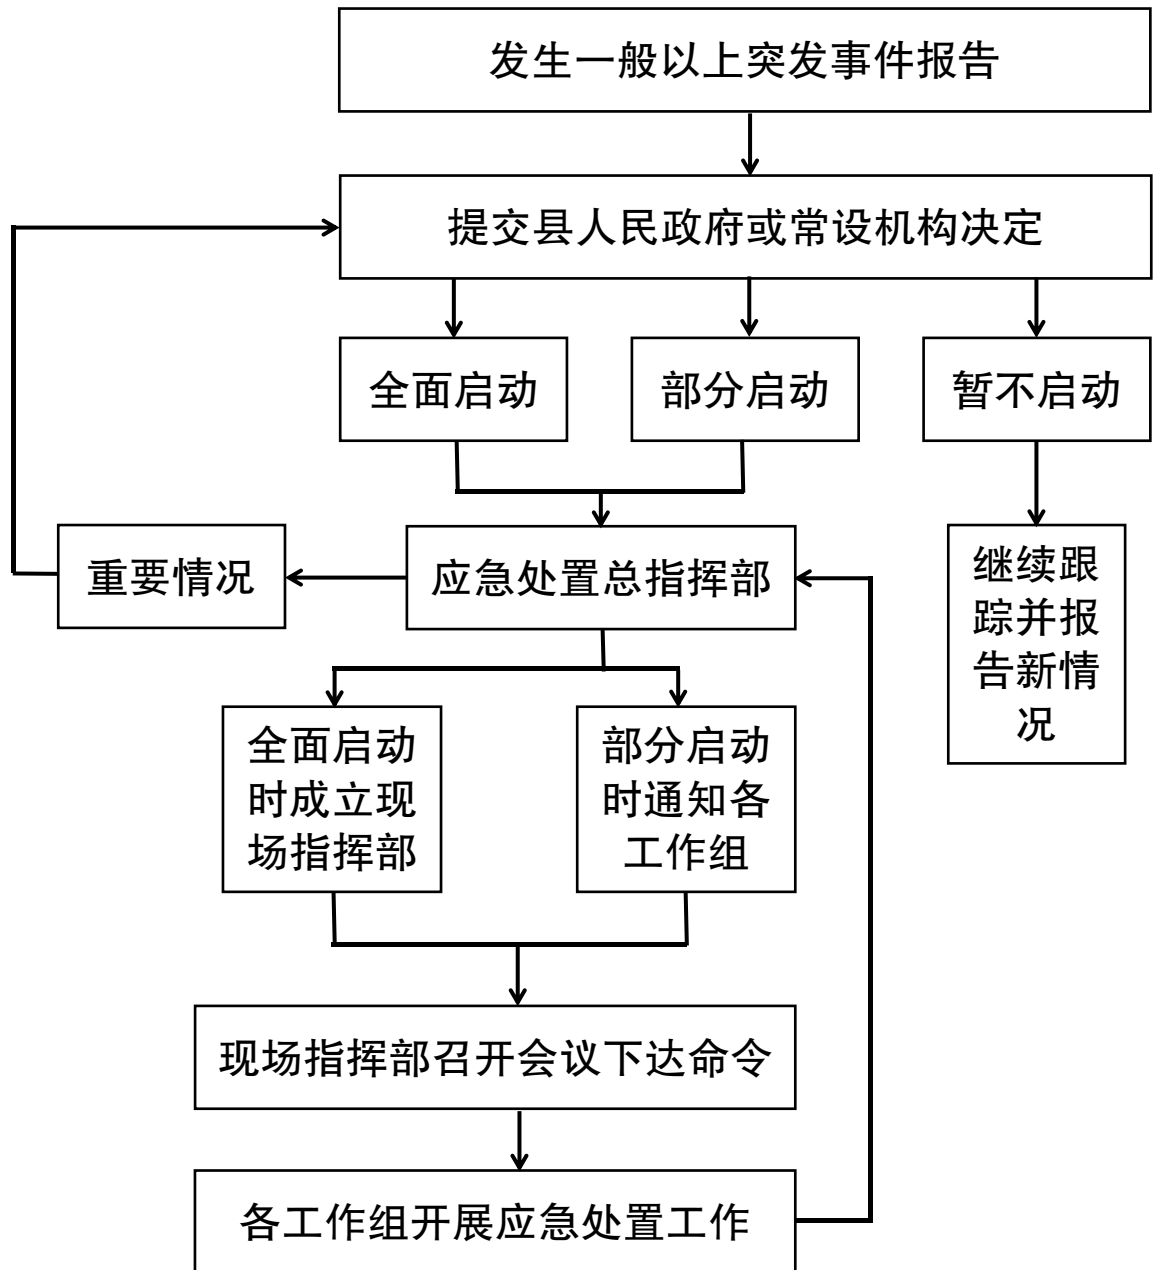 发生一般以上突发事件报告
提交县人民政府或常设机构决定
全面启动
部分启动
暂不启动
重要情况
应急处置总指挥部
继续跟
踪并报
告新情
况
全面启动
时成立现
场指挥部
部分启动
时通知各
工作组
现场指挥部召开会议下达命令
各工作组开展应急处置工作